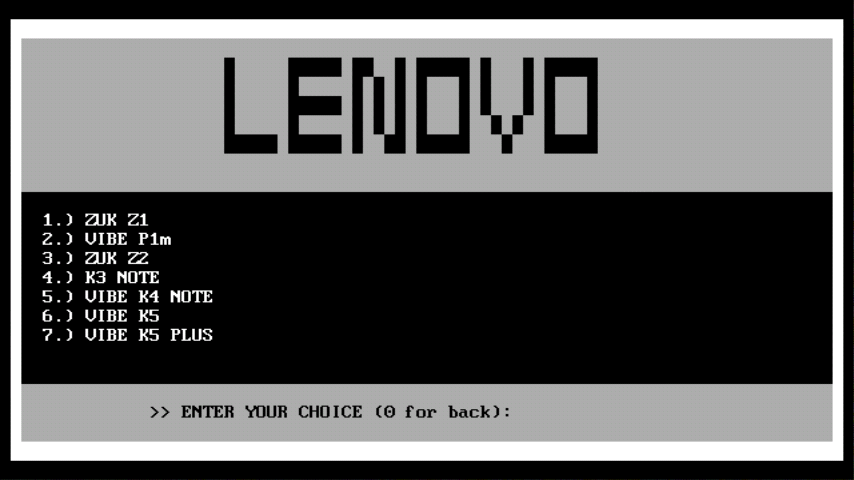 LENOVO
1.) ZUK Z1
2.) VIBE P1m
3.) ZUK Z2
4.) K3 NOTE
5.) VIBE K4 NOTE
6.) VIBE K5
7.) VIBE K5 PLUS
>> ENTER YOUR CHOICE (0 for back):